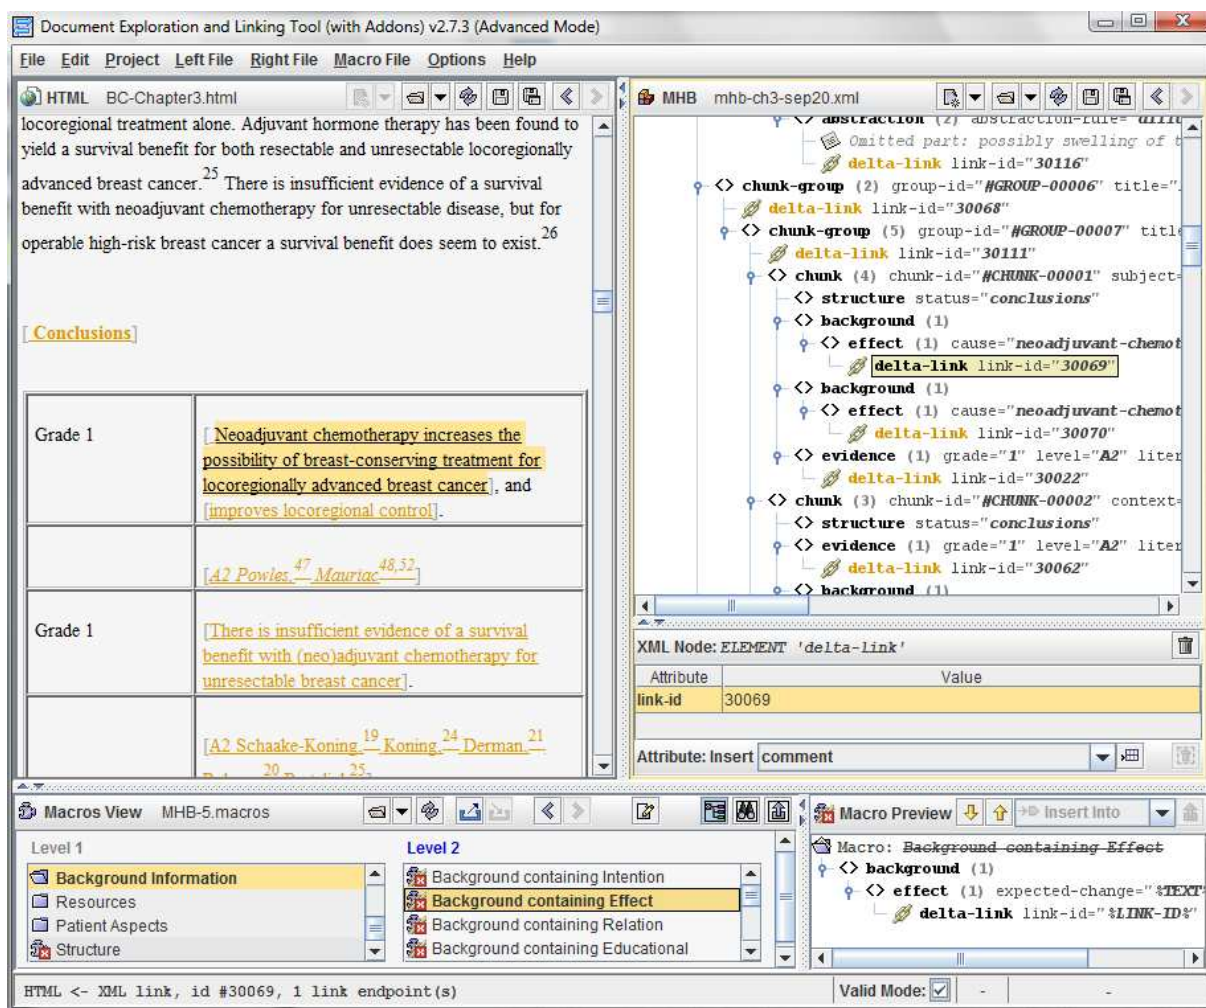 Document Exploration and Linking Tool (with Addons) v2.7.3 (Advanced Mode)
File Edit Project Left File Right File Macro File Options Help
HTML BC-Chapter3.html
locoregional treatment alone. Adjuvant hormone therapy has been found to
yield a survival benefit for both resectable and unresectable locoregionally
advanced breast cancer.25 There is insufficient evidence of a survival
benefit with neoadjuvant chemotherapy for unresectable disease, but for
operable high-risk breast cancer a survival benefit does seem to exist.26
[ Conclusions]
Grade 1
[ Neoadjuvant chemotherapy increases the
possibility of breast-conserving treatment for
locoregionally advanced breast cancer], and
[improves locoregional control].
[A2 Powles,47 Mauriac48,52]
Grade 1
[There is insufficient evidence of a survival
benefit with (neo)adjuvant chemotherapy for
unresectable breast cancer].
[A2 Schaake-Koning,19 Koning,24 Derman,21
MHB mhb-ch3-sep20.xml
<> abstraction (2) abstraction-rule="
Omitted part: possibly swelling of t
delta-link link-id="30116"
<> chunk-group (2) group-id="#GROUP-00006" title="
delta-link link-id="30068"
<> chunk-group (5) group-id="#GROUP-00007" titl
delta-link link-id="30111"
<> chunk (4) chunk-id="#CHUNK-00001" subject=
<> structure status="conclusions"
<> background (1)
<> effect (1) cause="neoadjuvant-chemot
delta-link link-id="30069"
<> background (1)
<> effect (1) cause="neoadjuvant-chemot
delta-link link-id="30070"
<> evidence (1) grade="1" level="A2" liter
delta-link link-id="30022"
<> chunk (3) chunk-id="#CHUNK-00002" context=
<> structure status="conclusions"
<> evidence (1) grade="1" level="A2" liter
delta-link link-id="30062"
<> background (1)
XML Node: ELEMENT 'delta-link'
Attribute Value
link-id 30069
Attribute: Insert comment
Macros View MHB-5.macros
Level 1
Background Information
Resources
Patient Aspects
Structure
Level 2
Background containing Intention
Background containing Effect
Background containing Relation
Background containing Educational
Macro Preview Insert Into
Macro: Background containing Effect
<> background (1)
<> effect (1) expected-change="%TEXT%
delta-link link-id="%LINK-ID%"
HTML <- XML link, id #30069, 1 link endpoint(s)
Valid Mode: - -